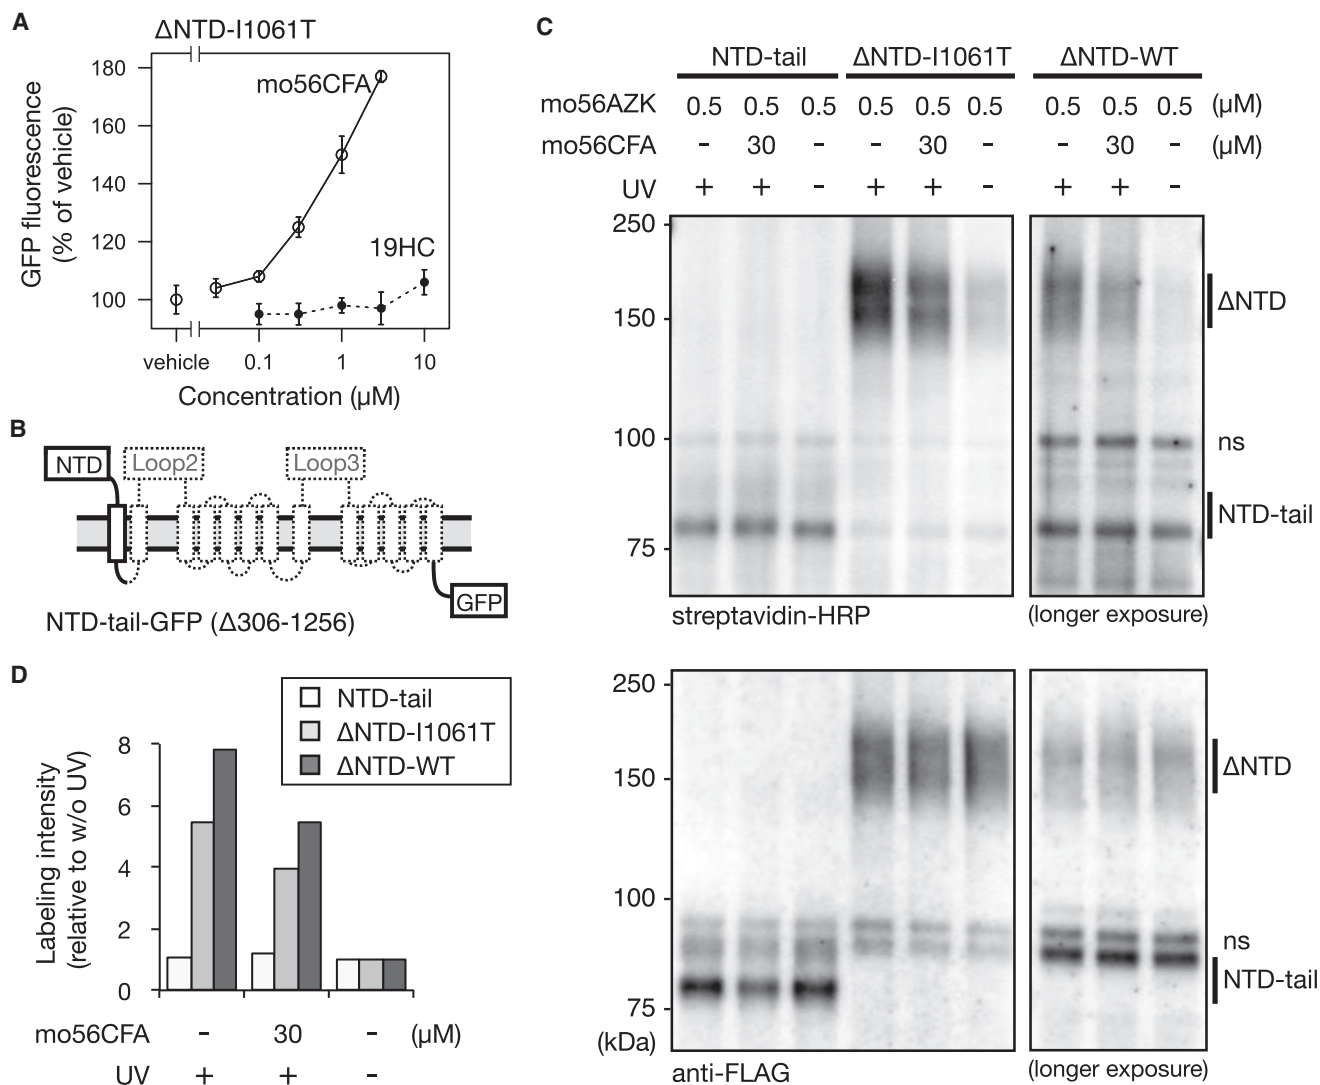 A
ΔNTD-I1061T
GFP fluorescence
(% of vehicle)
180
160
140
120
100
mo56CFA
19HC
vehicle 0.1 1 10
Concentration (µM)
B
NTD Loop2 Loop3
GFP
NTD-tail-GFP (Δ306-1256)
C
NTD-tail ΔNTD-I1061T ΔNTD-WT
mo56AZK 0.5 0.5 0.5 0.5 0.5 0.5 0.5 0.5 0.5 (µM)
mo56CFA - 30 - - 30 - - 30 - (µM)
UV + + - + + - + + -
250
150
100
75
ΔNTD
ns
NTD-tail
streptavidin-HRP (longer exposure)
250
150
100
75
(kDa)
ΔNTD
ns
NTD-tail
anti-FLAG (longer exposure)
D
NTD-tail
ΔNTD-I1061T
ΔNTD-WT
Labeling intensity
(relative to w/o UV)
8
6
4
2
0
mo56CFA - 30 - (µM)
UV + + -